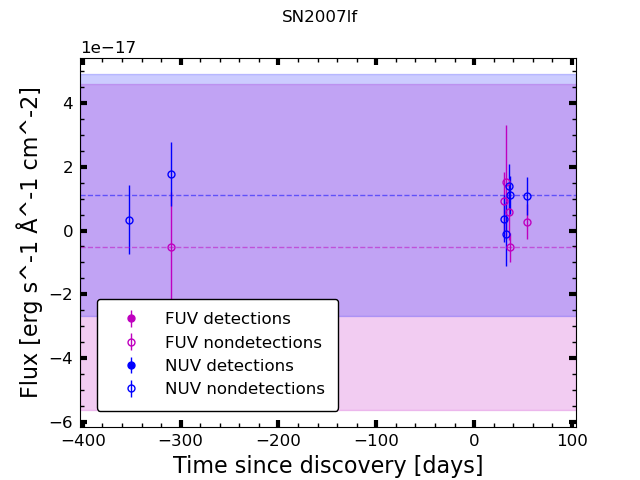 SN2007if
1e−17
Flux [erg s^-1 Å^-1 cm^-2]
4
2
0
−2
−4
−6
FUV detections
FUV nondetections
NUV detections
NUV nondetections
−400 −300 −200 −100 0 100
Time since discovery [days]